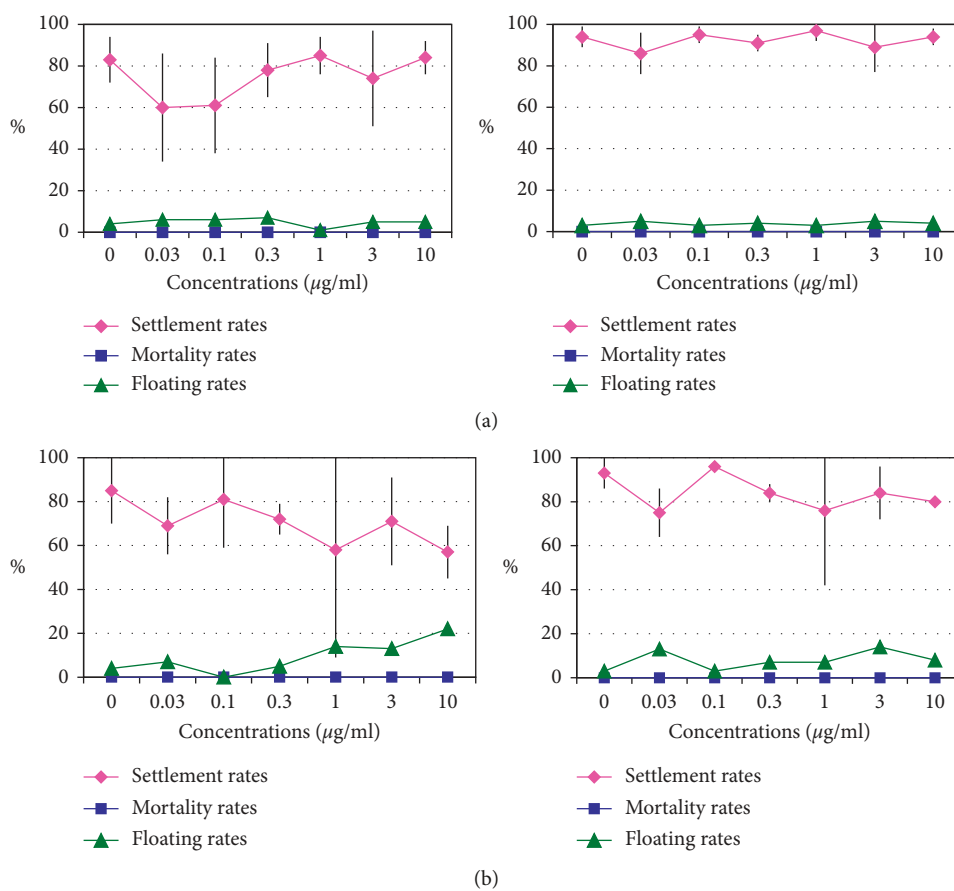 100
80
60
%
40
20
0
0 0.03 0.1 0.3 1 3 10
Concentrations (µg/ml)
Settlement rates
Mortality rates
Floating rates
100
80
60
%
40
20
0
0 0.03 0.1 0.3 1 3 10
Concentrations (µg/ml)
Settlement rates
Mortality rates
Floating rates
(a)
100
80
60
%
40
20
0
0 0.03 0.1 0.3 1 3 10
Concentrations (µg/ml)
Settlement rates
Mortality rates
Floating rates
100
80
60
%
40
20
0
0 0.03 0.1 0.3 1 3 10
Concentrations (µg/ml)
Settlement rates
Mortality rates
Floating rates
(b)